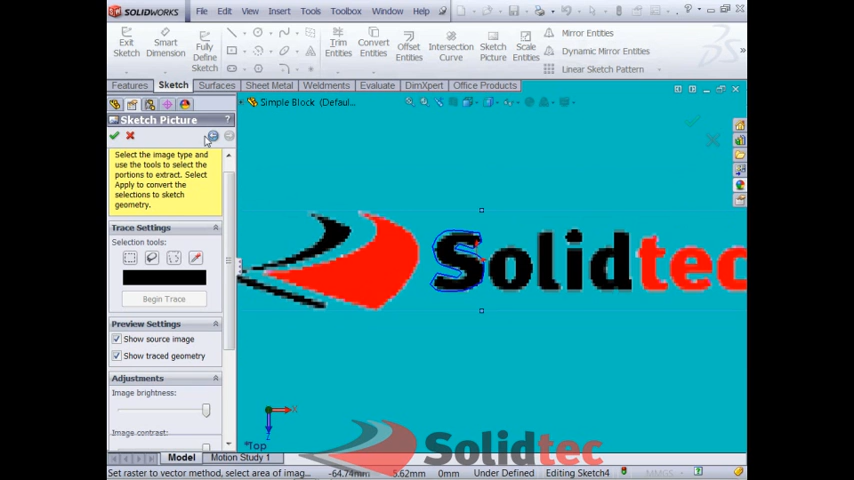 SOLIDWORKS File Edit View Insert Tools Toolbox Window Help
Exit Sketch
Smart Dimension
Fully Define Sketch
Trim Entities
Convert Entities
Offset Entities
Intersection Curve
Sketch Picture
Scale Entities
Mirror Entities
Dynamic Mirror Entities
Linear Sketch Pattern
Features Sketch Surfaces Sheet Metal Weldments Evaluate DimXpert Office Products
Simple Block (Defaul...
Sketch Picture ?
Select the image type and
use the tools to select the
portions to extract. Select
Apply to convert the
selections to sketch
geometry.
Trace Settings
Selection tools:
Begin Trace
Preview Settings
Show source image
Show traced geometry
Adjustments
Image brightness:
Image contrast:
Solidtec
X
Z
*Top
Solidtec
Model Motion Study 1
Set raster to vector method, select area of imag... -64.74mm 5.62mm 0mm Under Defined Editing Sketch4 MMGS